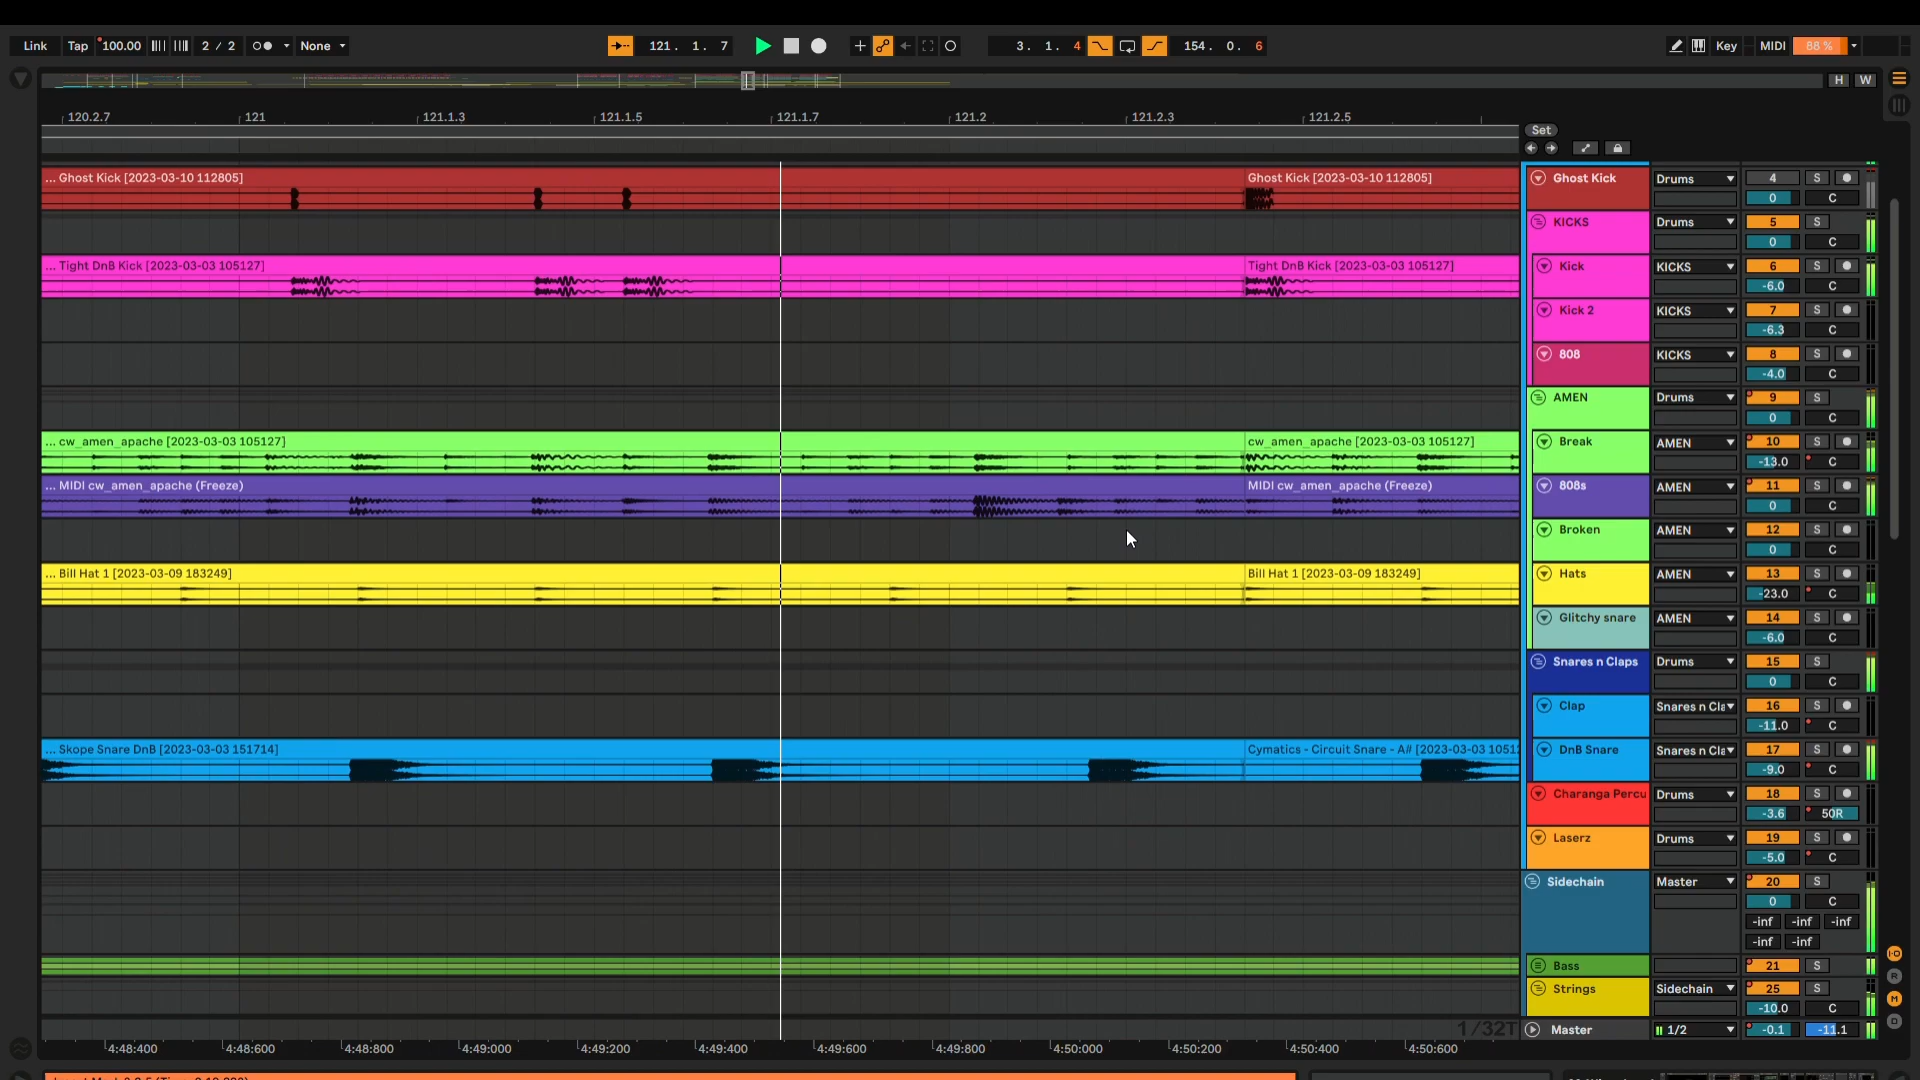 Link Tap 100.00 2 / 2 None 121. 1. 7 3. 1. 4 154. 0. 6 Key MIDI 88 %
H W
120.2.7 121 121.1.3 121.1.5 121.1.7 121.2 121.2.3 121.2.5
Set
... Ghost Kick [2023-03-10 112805] Ghost Kick [2023-03-10 112805] Ghost Kick Drums 4 S
0 C
KICKS Drums 5 S
0 C
... Tight DnB Kick [2023-03-03 105127] Tight DnB Kick [2023-03-03 105127] Kick KICKS 6 S
-6.0 C
Kick 2 KICKS 7 S
-6.3 C
808 KICKS 8 S
-4.0 C
AMEN Drums 9 S
0 C
... cw_amen_apache [2023-03-03 105127] cw_amen_apache [2023-03-03 105127] Break AMEN 10 S
-13.0 C
... MIDI cw_amen_apache (Freeze) MIDI cw_amen_apache (Freeze) 808s AMEN 11 S
0 C
Broken AMEN 12 S
0 C
... Bill Hat 1 [2023-03-09 183249] Bill Hat 1 [2023-03-09 183249] Hats AMEN 13 S
-23.0 C
Glitchy snare AMEN 14 S
-6.0 C
Snares n Claps Drums 15 S
0 C
Clap Snares n Cla 16 S
-11.0 C
... Skope Snare DnB [2023-03-03 151714] Cymatics - Circuit Snare - A# [2023-03-03 1051 DnB Snare Snares n Cla 17 S
-9.0 C
Charanga Percu Drums 18 S
-3.6 50R
Laserz Drums 19 S
-5.0 C
Sidechain Master 20 S
0 C
-inf -inf -inf
-inf -inf
Bass 21 S
Strings Sidechain 25 S
-10.0 C
1/32T Master 1/2 -0.1 -11.1
4:48:400 4:48:600 4:48:800 4:49:000 4:49:200 4:49:400 4:49:600 4:49:800 4:50:000 4:50:200 4:50:400 4:50:600